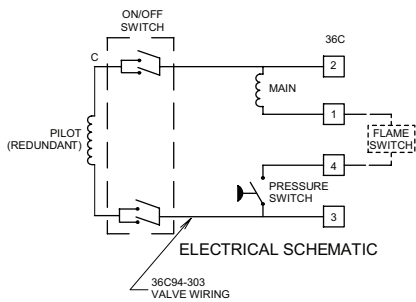 ON/OFF
SWITCH
36C
C
2
MAIN
1
PILOT
(REDUNDANT)
FLAME
SWITCH
4
PRESSURE
SWITCH
3
ELECTRICAL SCHEMATIC
36C94-303
VALVE WIRING